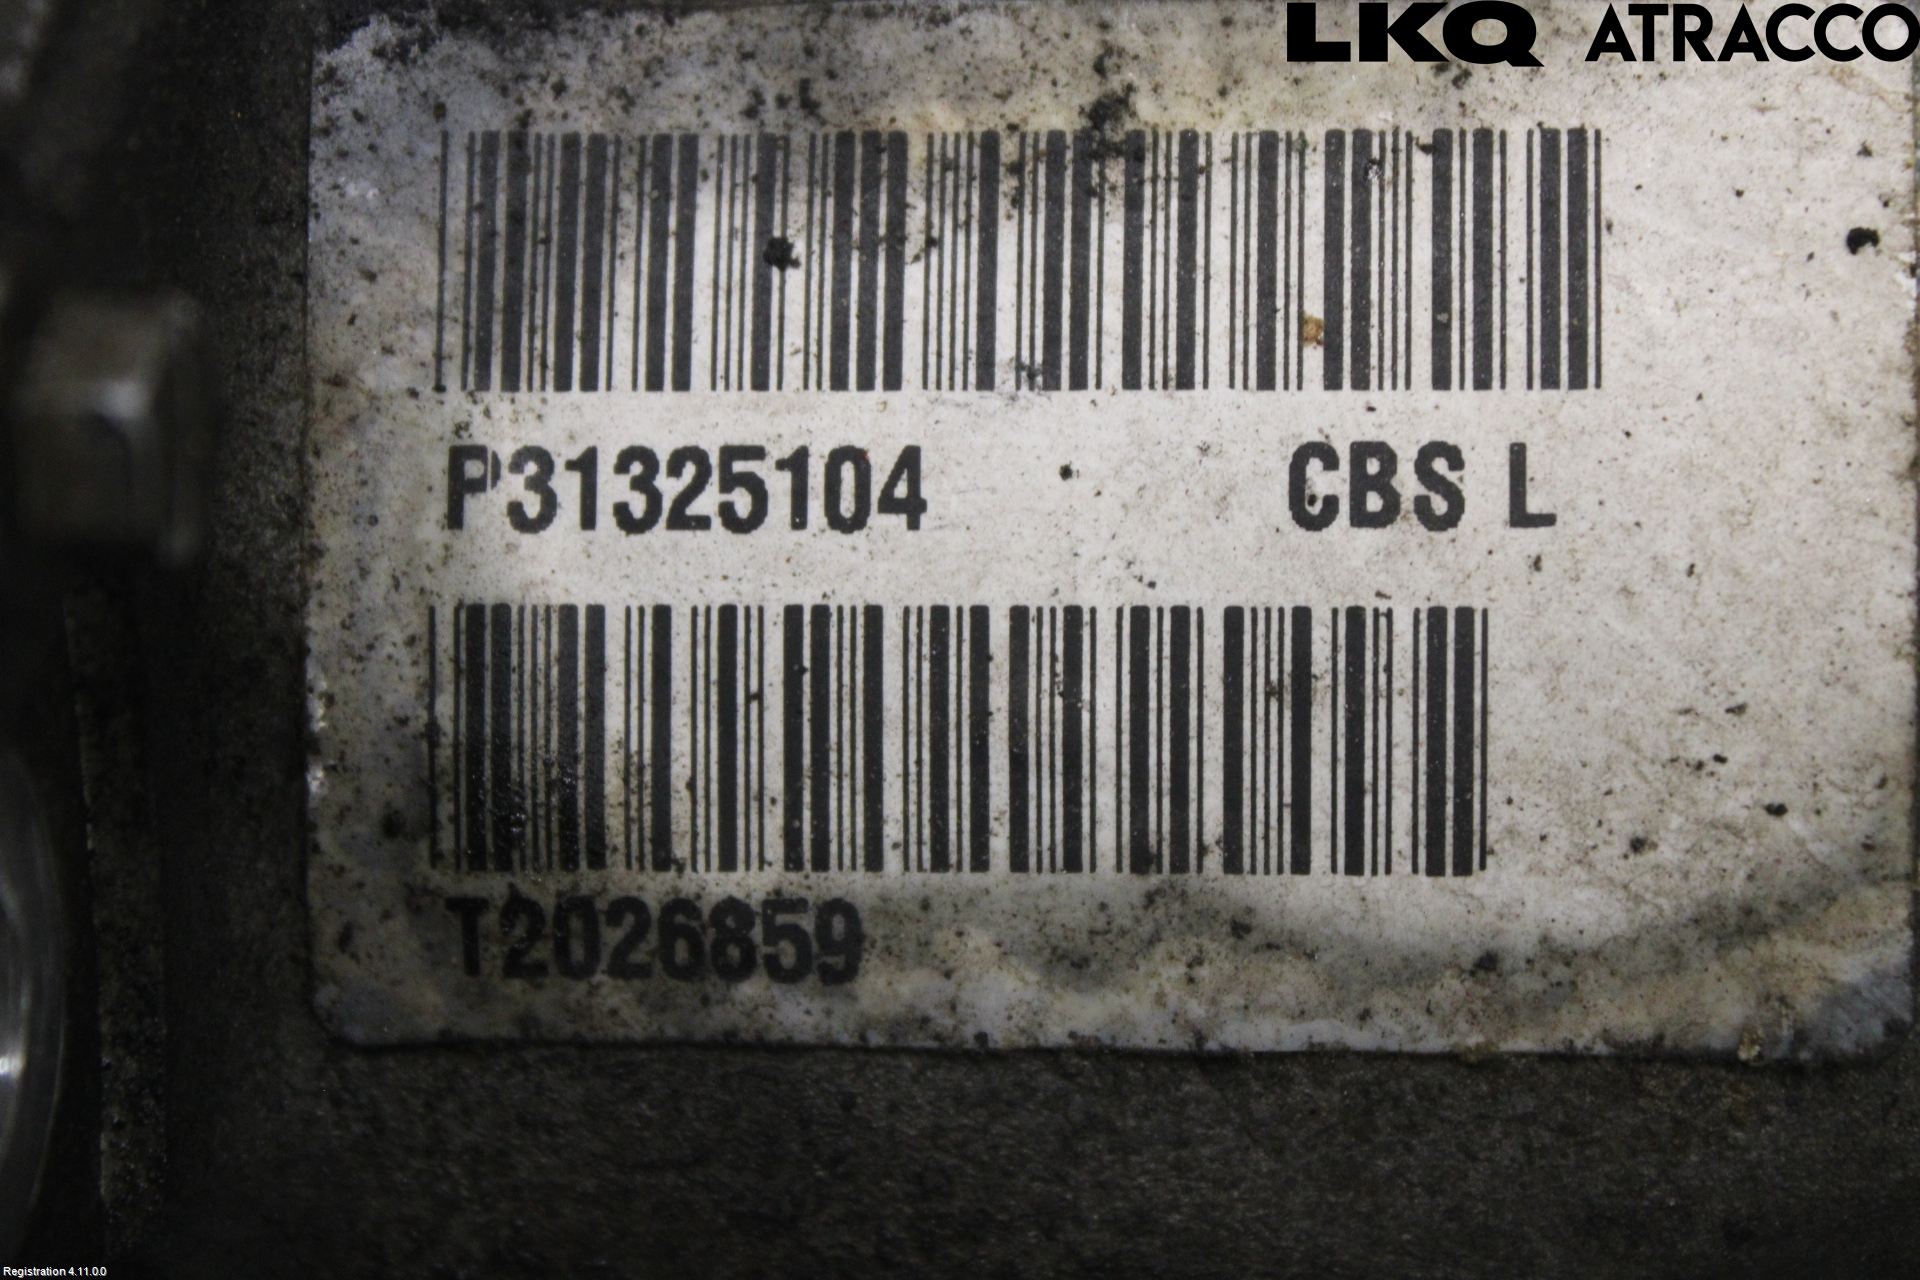 LKQ ATRACCO
P31325104 CBS L
T2026859
Registration 4.11.0.0